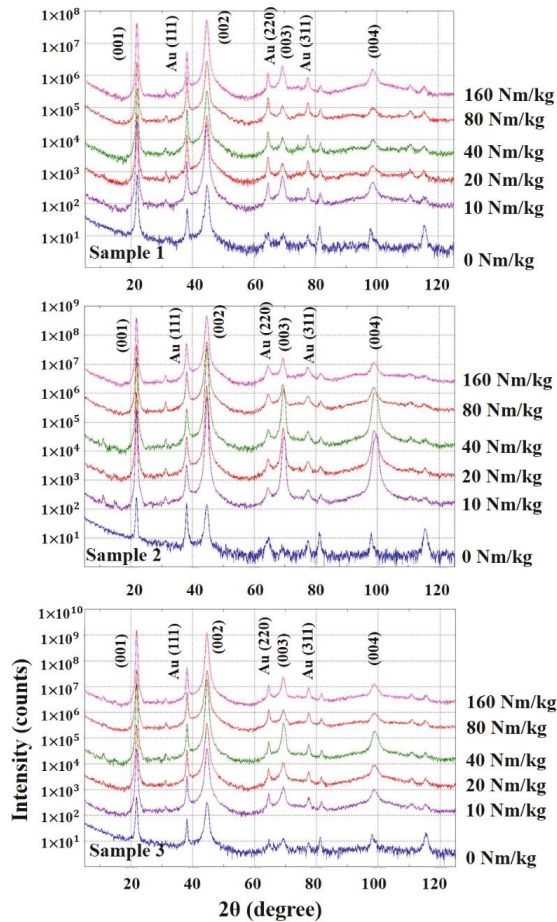 1×10^8
1×10^7
1×10^6
1×10^5
1×10^4
1×10^3
1×10^2
1×10^1
(001)
Au (111)
(002)
Au (220)
(003)
Au (311)
(004)
160 Nm/kg
80 Nm/kg
40 Nm/kg
20 Nm/kg
10 Nm/kg
0 Nm/kg
Sample 1
20 40 60 80 100 120
1×10^9
1×10^8
1×10^7
1×10^6
1×10^5
1×10^4
1×10^3
1×10^2
1×10^1
(001)
Au (111)
(002)
Au (220)
(003)
Au (311)
(004)
160 Nm/kg
80 Nm/kg
40 Nm/kg
20 Nm/kg
10 Nm/kg
0 Nm/kg
Sample 2
20 40 60 80 100 120
Intensity (counts)
1×10^10
1×10^9
1×10^8
1×10^7
1×10^6
1×10^5
1×10^4
1×10^3
1×10^2
1×10^1
(001)
Au (111)
(002)
Au (220)
(003)
Au (311)
(004)
160 Nm/kg
80 Nm/kg
40 Nm/kg
20 Nm/kg
10 Nm/kg
0 Nm/kg
Sample 3
20 40 60 80 100 120
2θ (degree)